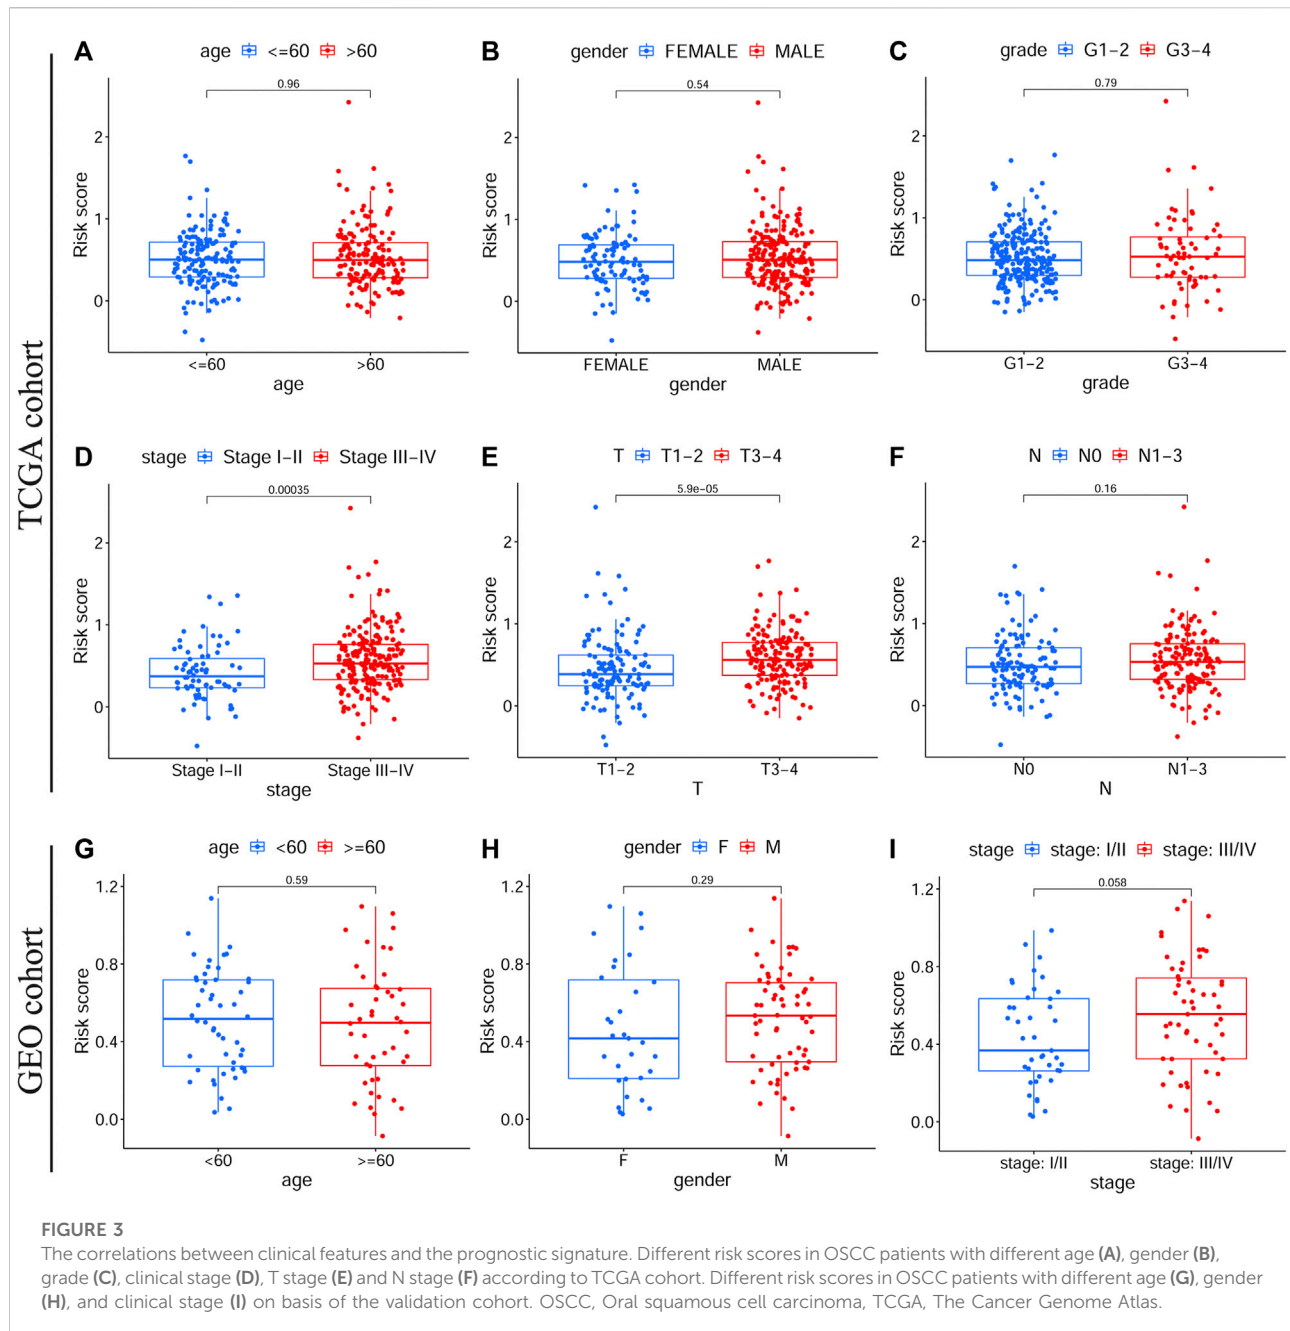 TCGA cohort
A
age <=60 >60
0.96
Risk score
2
1
0
<=60 >60
age
B
gender FEMALE MALE
0.54
Risk score
2
1
0
FEMALE MALE
gender
C
grade G1-2 G3-4
0.79
Risk score
2
1
0
G1-2 G3-4
grade
D
stage Stage I-II Stage III-IV
0.00035
Risk score
2
1
0
Stage I-II Stage III-IV
stage
E
T T1-2 T3-4
5.9e-05
Risk score
2
1
0
T1-2 T3-4
T
F
N N0 N1-3
0.16
Risk score
2
1
0
N0 N1-3
N
GEO cohort
G
age <60 >=60
0.59
Risk score
1.2
0.8
0.4
0.0
<60 >=60
age
H
gender F M
0.29
Risk score
1.2
0.8
0.4
0.0
F M
gender
I
stage stage: I/II stage: III/IV
0.058
Risk score
1.2
0.8
0.4
0.0
stage: I/II stage: III/IV
stage
FIGURE 3
The correlations between clinical features and the prognostic signature. Different risk scores in OSCC patients with different age (A), gender (B),
grade (C), clinical stage (D), T stage (E) and N stage (F) according to TCGA cohort. Different risk scores in OSCC patients with different age (G), gender
(H), and clinical stage (I) on basis of the validation cohort. OSCC, Oral squamous cell carcinoma, TCGA, The Cancer Genome Atlas.